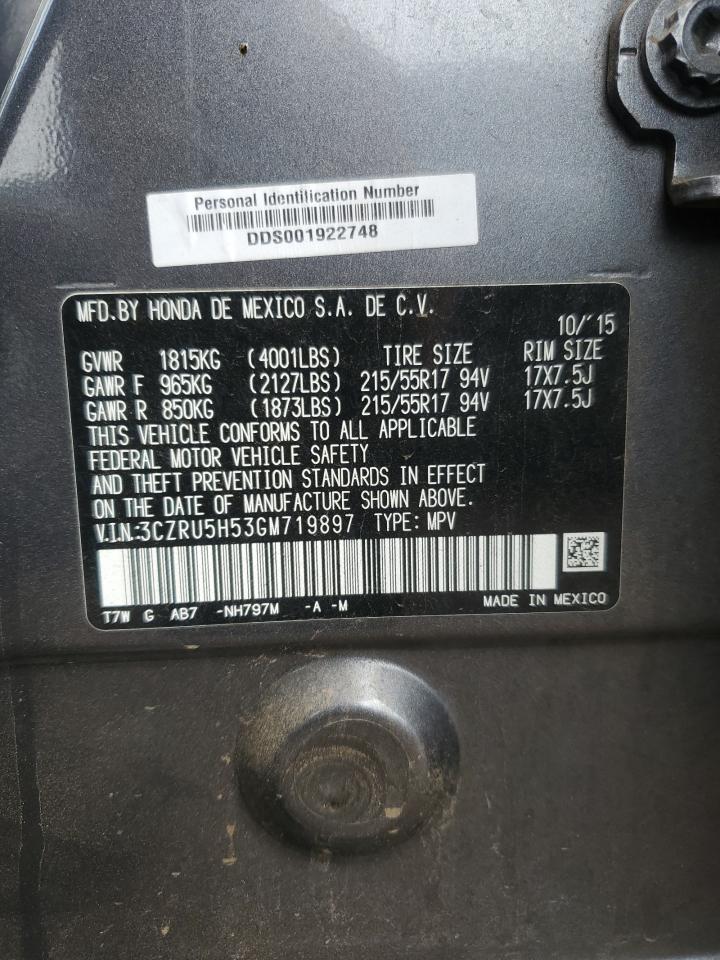 Personal Identification Number
DDS001922748
MFD.BY HONDA DE MEXICO S.A. DE C.V.
10/'15
GVWR 1815KG (4001LBS) TIRE SIZE RIM SIZE
GAWR F 965KG (2127LBS) 215/55R17 94V 17X7.5J
GAWR R 850KG (1873LBS) 215/55R17 94V 17X7.5J
THIS VEHICLE CONFORMS TO ALL APPLICABLE
FEDERAL MOTOR VEHICLE SAFETY
AND THEFT PREVENTION STANDARDS IN EFFECT
ON THE DATE OF MANUFACTURE SHOWN ABOVE.
V.I.N:3CZRU5H53GM719897 TYPE: MPV
T7W G AB7 -NH797M -A -M MADE IN MEXICO